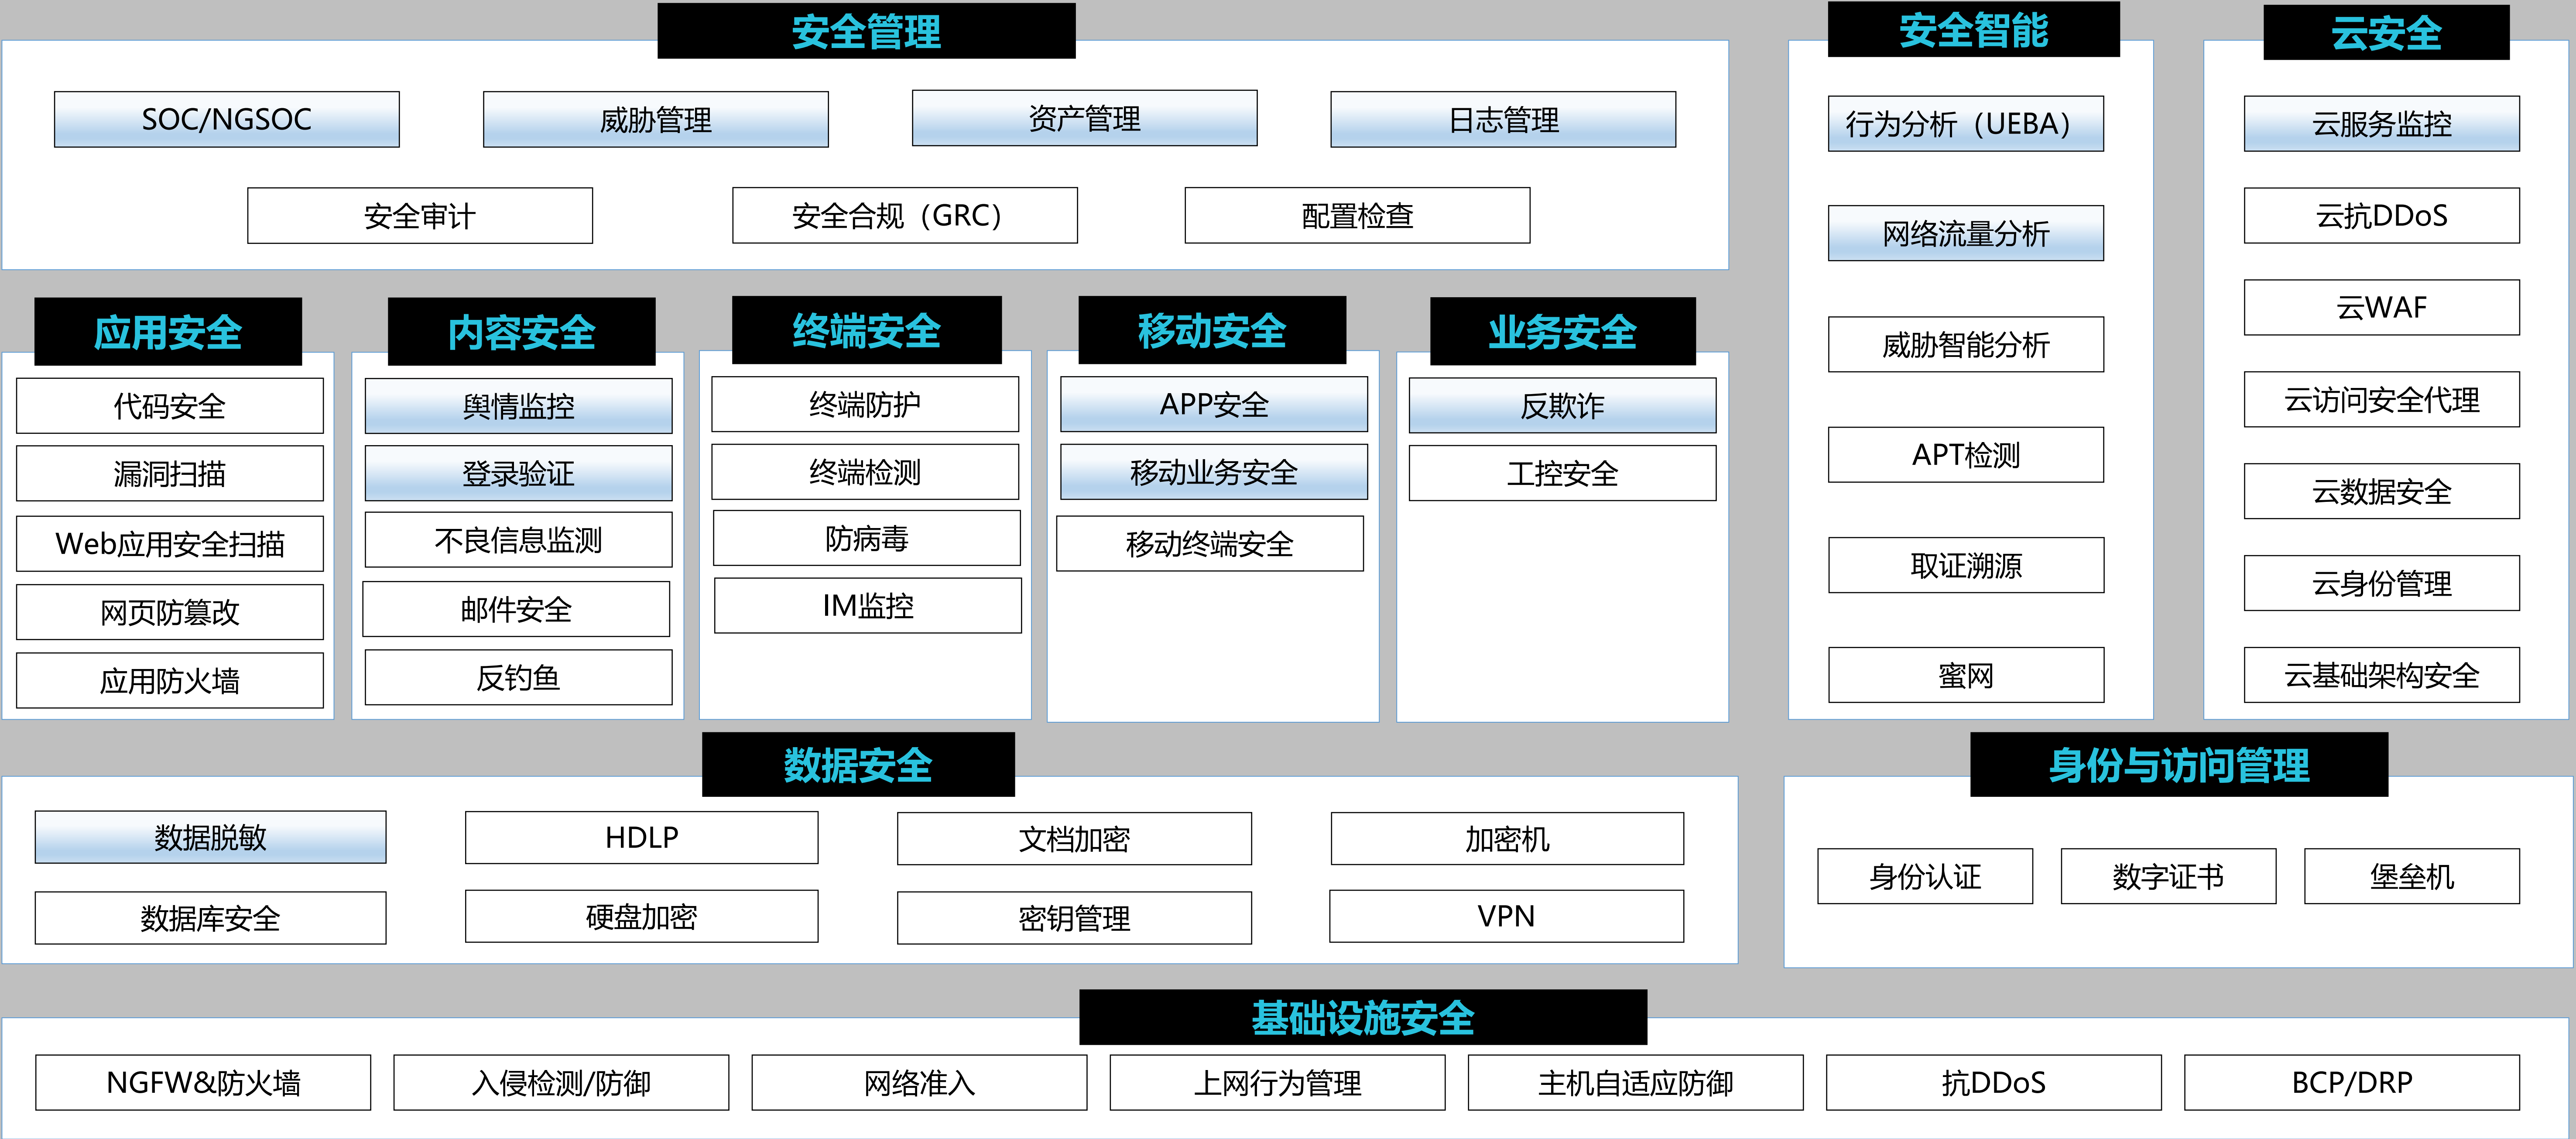 安全管理
SOC/NGSOC
威胁管理
资产管理
日志管理
安全审计
安全合规（GRC）
配置检查
安全智能
行为分析（UEBA）
网络流量分析
威胁智能分析
APT检测
取证溯源
蜜网
云安全
云服务监控
云抗DDoS
云WAF
云访问安全代理
云数据安全
云身份管理
云基础架构安全
应用安全
代码安全
漏洞扫描
Web应用安全扫描
网页防篡改
应用防火墙
内容安全
舆情监控
登录验证
不良信息监测
邮件安全
反钓鱼
终端安全
终端防护
终端检测
防病毒
IM监控
移动安全
APP安全
移动业务安全
移动终端安全
业务安全
反欺诈
工控安全
数据安全
数据脱敏
HDLP
文档加密
加密机
数据库安全
硬盘加密
密钥管理
VPN
身份与访问管理
身份认证
数字证书
堡垒机
基础设施安全
NGFW&防火墙
入侵检测/防御
网络准入
上网行为管理
主机自适应防御
抗DDoS
BCP/DRP